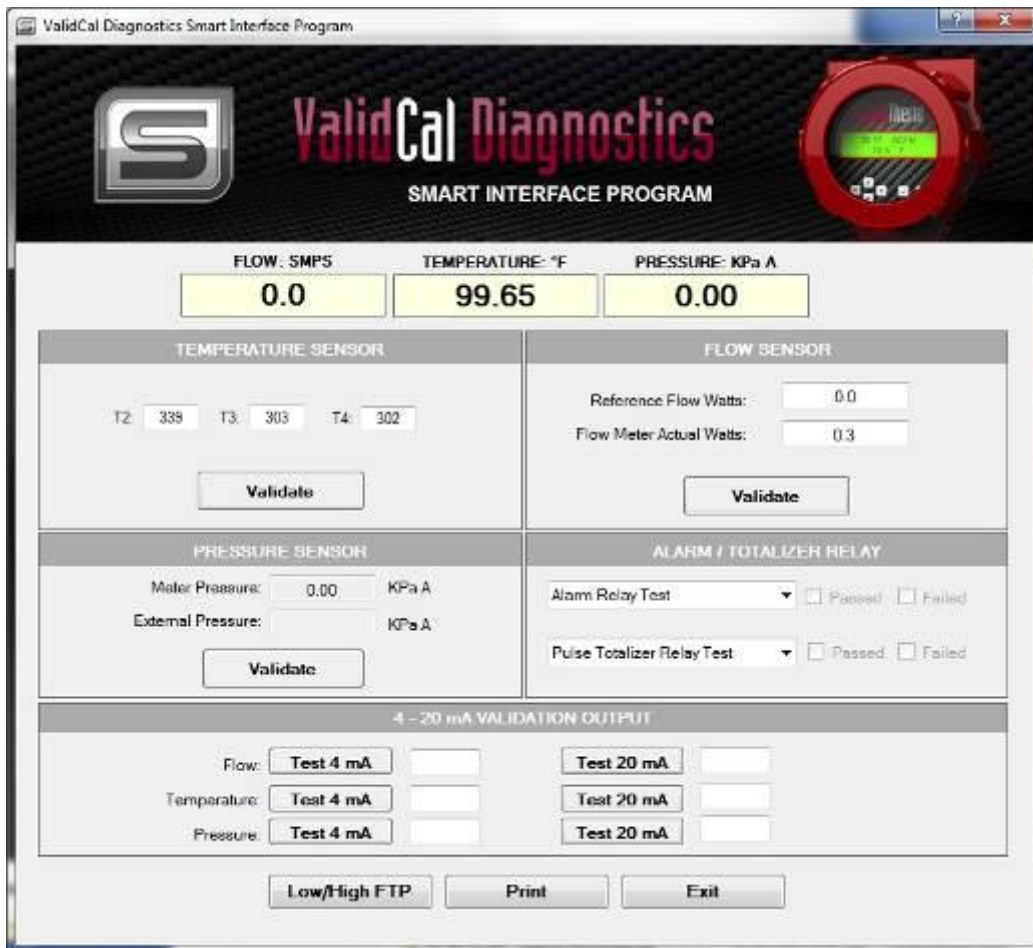 ValidCal Diagnostics Smart Interface Program
ValidCal Diagnostics
SMART INTERFACE PROGRAM
FLOW: SMPS TEMPERATURE: °F PRESSURE: KPa A
0.0 99.65 0.00
TEMPERATURE SENSOR
T2: 339 T3: 303 T4: 302
Validate
FLOW SENSOR
Reference Flow Watts: 0.0
Flow Meter Actual Watts: 0.3
Validate
PRESSURE SENSOR
Meter Pressure: 0.00 KPa A
External Pressure: KPa A
Validate
ALARM / TOTALIZER RELAY
Alarm Relay Test Passed Failed
Pulse Totalizer Relay Test Passed Failed
4 - 20 mA VALIDATION OUTPUT
Flow: Test 4 mA Test 20 mA
Temperature: Test 4 mA Test 20 mA
Pressure: Test 4 mA Test 20 mA
Low/High FTP Print Exit